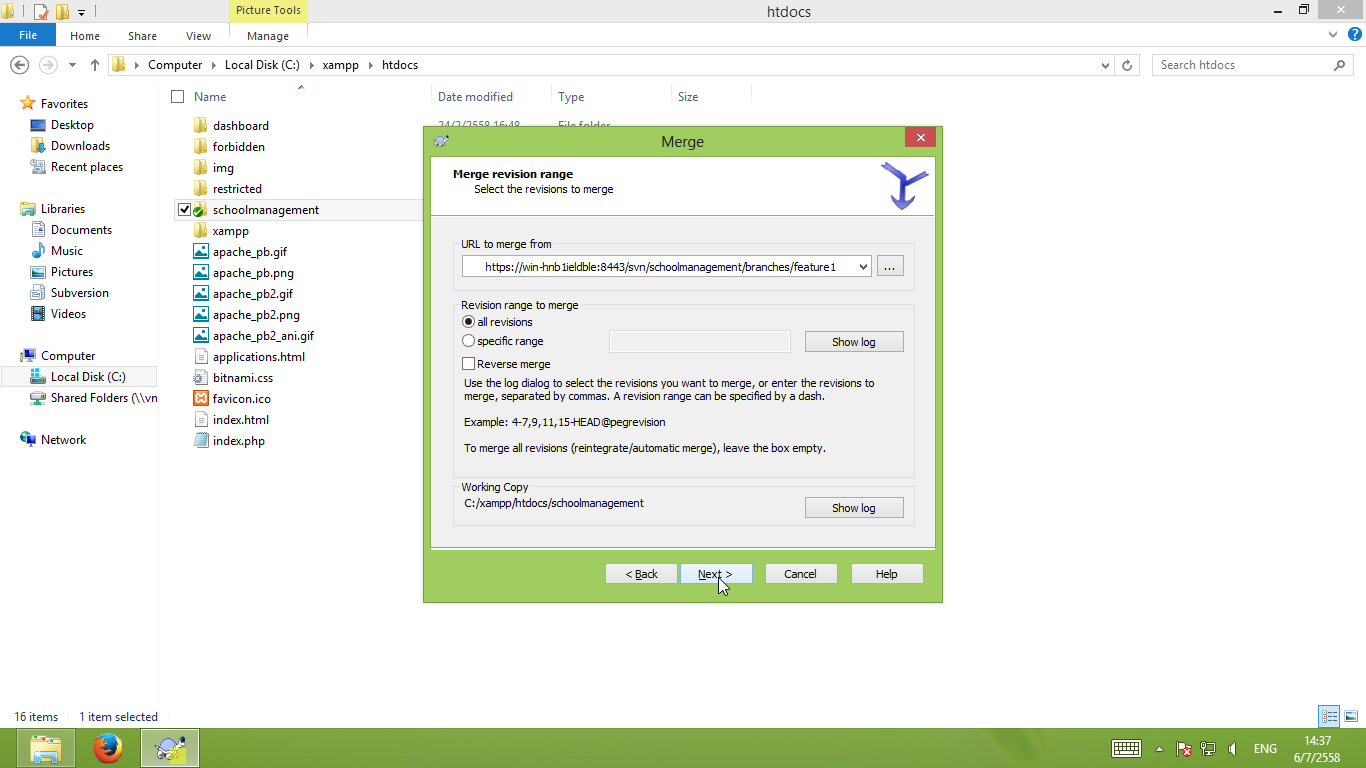 Picture Tools
htdocs
File
Home
Share
View
Manage
Computer
Local Disk (C:)
xampp
htdocs
Search htdocs
Name
Date modified
Type
Size
Favorites
Desktop
Downloads
Recent places
Libraries
Documents
Music
Pictures
Subversion
Videos
Computer
Local Disk (C:)
Shared Folders (\\vn
Network
dashboard
24/2/2558 16:48
File folder
forbidden
img
restricted
schoolmanagement
xampp
apache_pb.gif
apache_pb.png
apache_pb2.gif
apache_pb2.png
apache_pb2_ani.gif
applications.html
bitnami.css
favicon.ico
index.html
index.php
Merge
Merge revision range
Select the revisions to merge
URL to merge from
https://win-hnb1ieldble:8443/svn/schoolmanagement/branches/feature1
...
Revision range to merge
all revisions
specific range
Show log
Reverse merge
Use the log dialog to select the revisions you want to merge, or enter the revisions to
merge, separated by commas. A revision range can be specified by a dash.
Example: 4-7,9,11,15-HEAD@pegrevision
To merge all revisions (reintegrate/automatic merge), leave the box empty.
Working Copy
C:/xampp/htdocs/schoolmanagement
Show log
< Back
Next >
Cancel
Help
16 items
1 item selected
ENG
14:37
6/7/2558